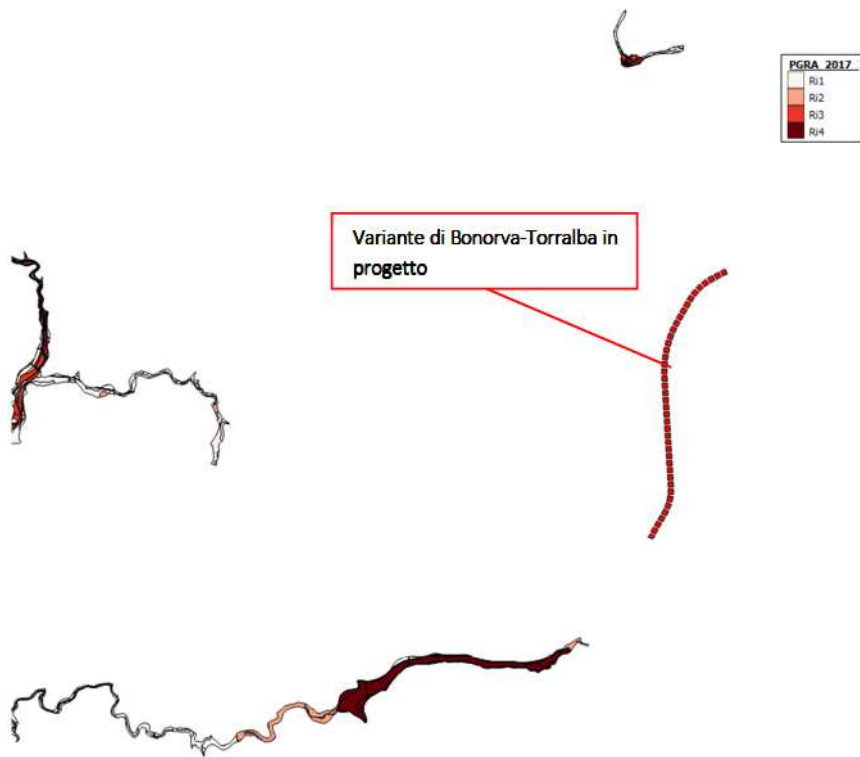 PGRA 2017
Ri1
Ri2
Ri3
Ri4
Variante di Bonorva-Torralba in
progetto